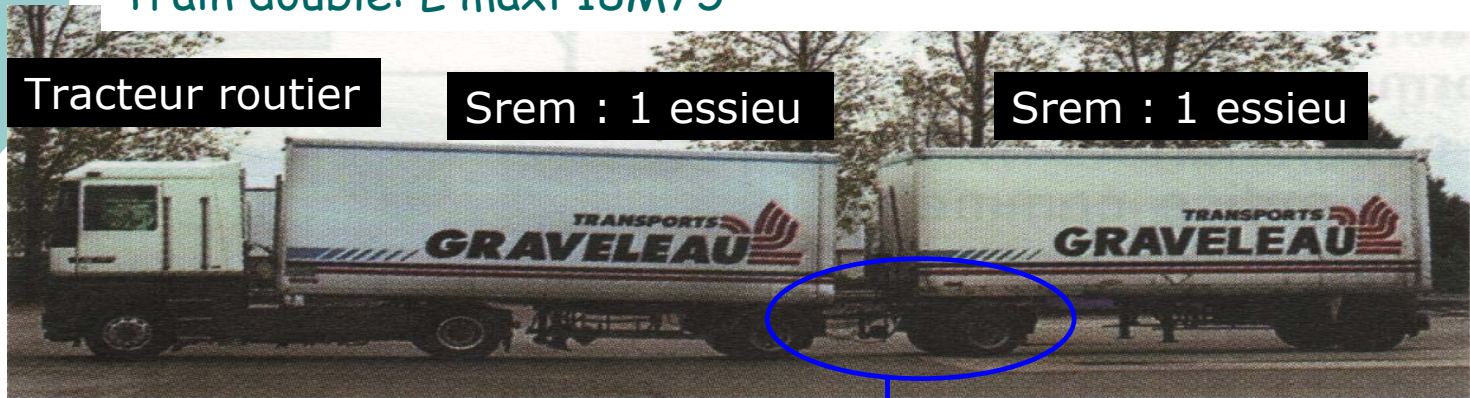 Train double: L maxi 18M75
Tracteur routier
Srem : 1 essieu
Srem : 1 essieu
TRANSPORTS
GRAVELEAU
TRANSPORTS
GRAVELEAU